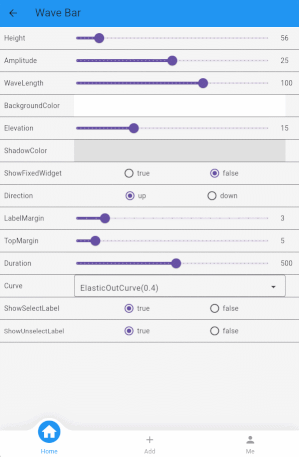 Wave Bar
Height 56
Amplitude 25
WaveLength 100
BackgroundColor
Elevation 15
ShadowColor
ShowFixedWidget true false
Direction up down
LabelMargin 3
TopMargin 5
Duration 500
Curve ElasticOutCurve(0.4)
ShowSelectLabel true false
ShowUnselectLabel true false
Home Add Me